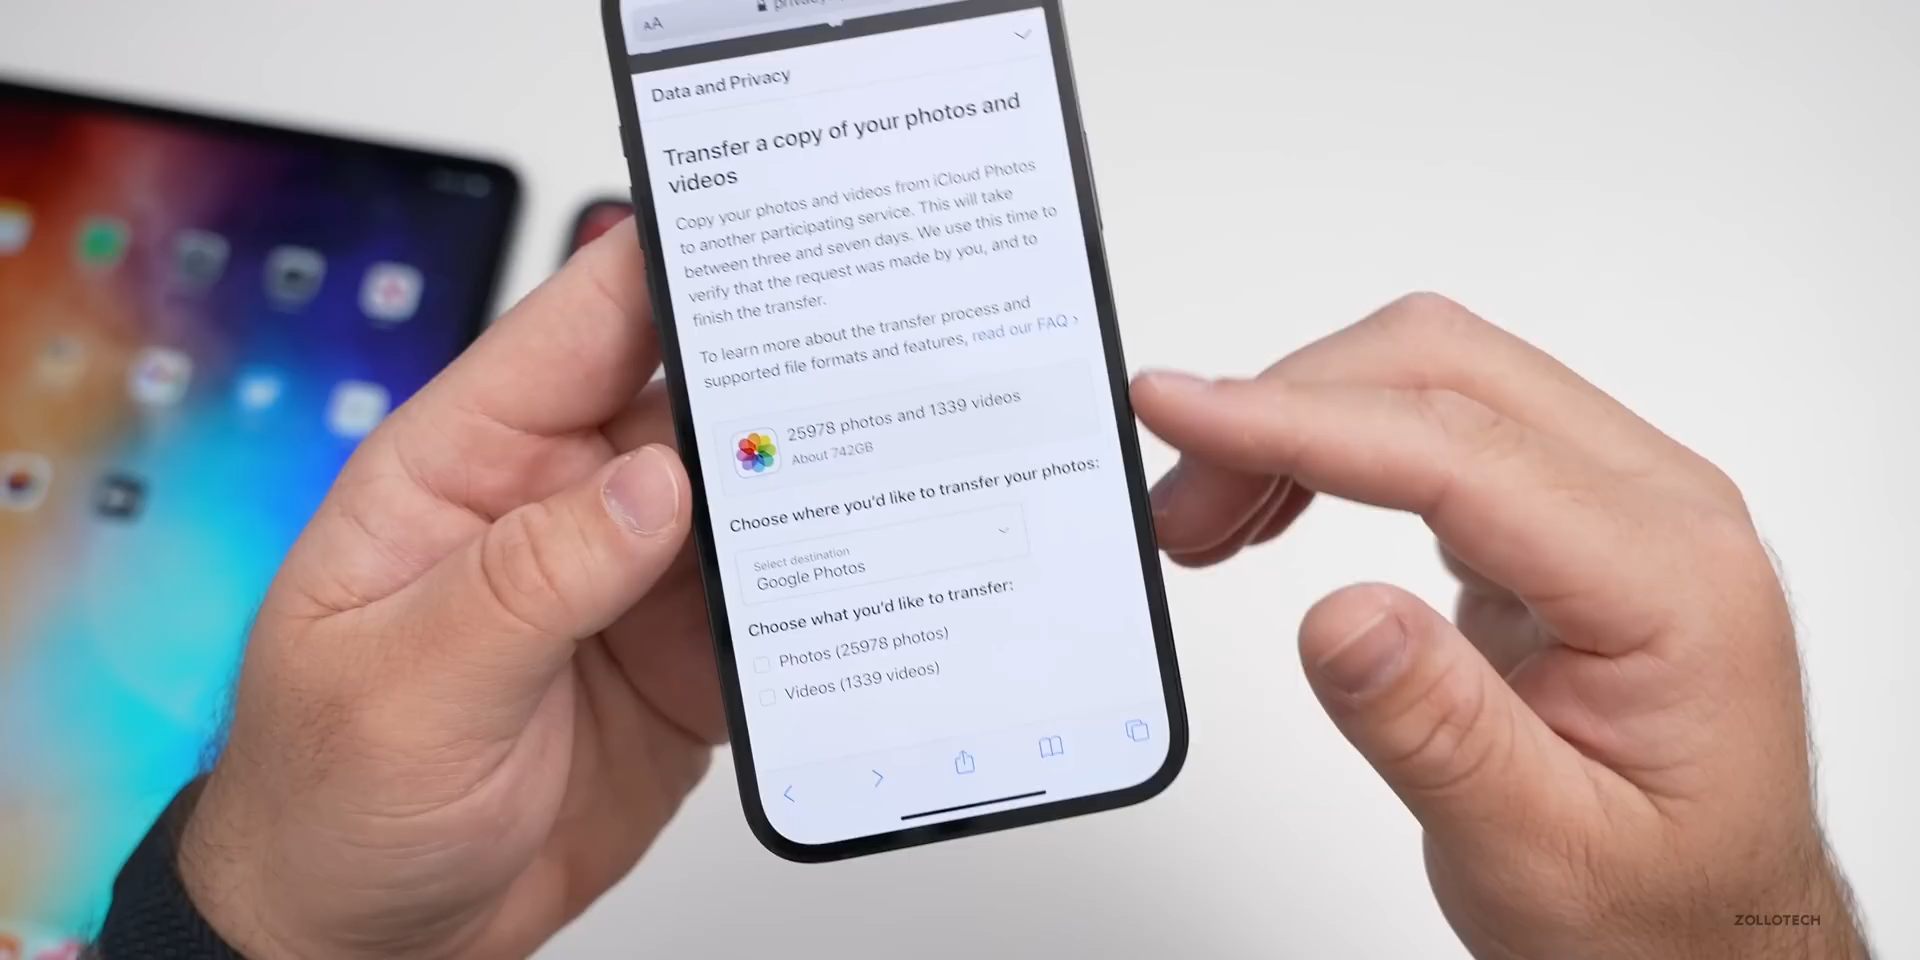 AA
Data and Privacy
Transfer a copy of your photos and
videos
Copy your photos and videos from iCloud Photos
to another participating service. This will take
between three and seven days. We use this time to
verify that the request was made by you, and to
finish the transfer.
To learn more about the transfer process and
supported file formats and features, read our FAQ ›
25978 photos and 1339 videos
About 742GB
Choose where you'd like to transfer your photos:
Select destination
Google Photos
Choose what you'd like to transfer:
Photos (25978 photos)
Videos (1339 videos)
ZOLLOTECH